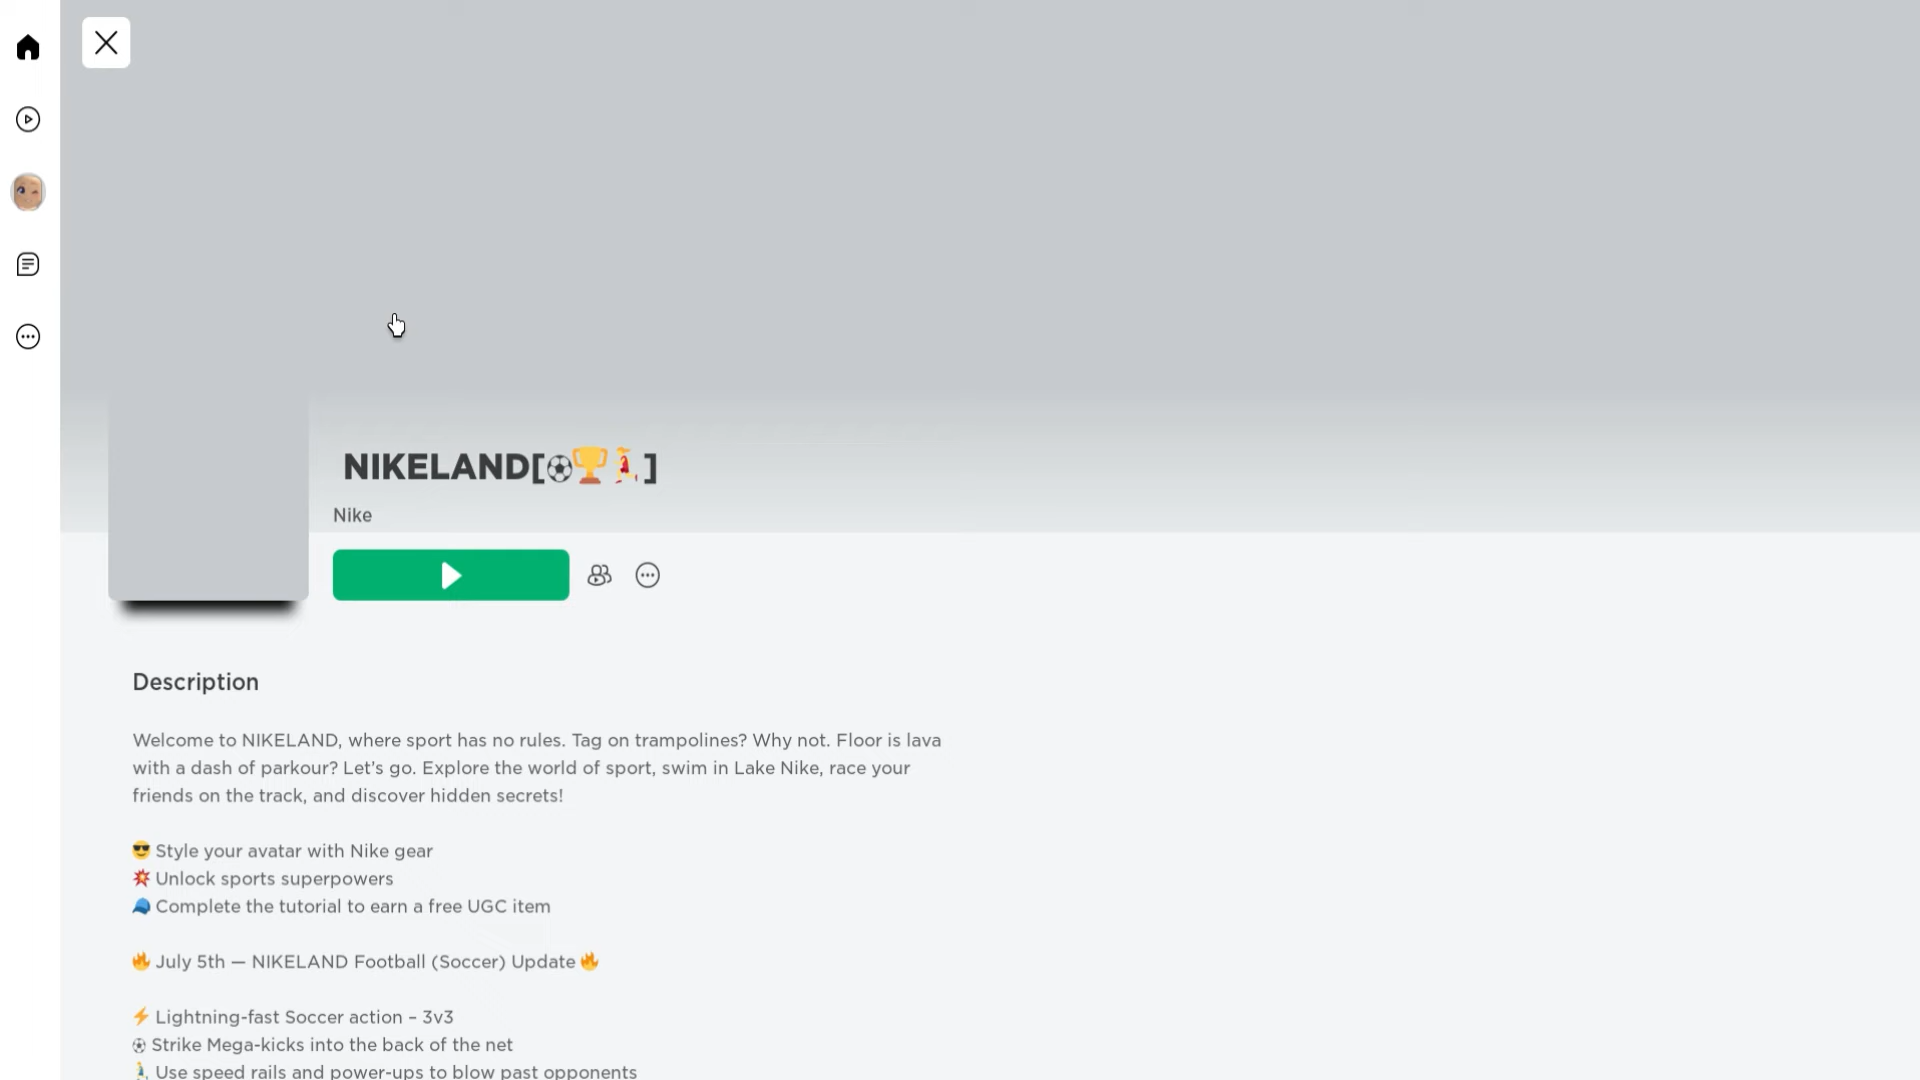 NIKELAND[⚽🏆🏃]
Nike
Description
Welcome to NIKELAND, where sport has no rules. Tag on trampolines? Why not. Floor is lava
with a dash of parkour? Let's go. Explore the world of sport, swim in Lake Nike, race your
friends on the track, and discover hidden secrets!
😎 Style your avatar with Nike gear
💥 Unlock sports superpowers
🧢 Complete the tutorial to earn a free UGC item
🔥 July 5th — NIKELAND Football (Soccer) Update 🔥
⚡ Lightning-fast Soccer action – 3v3
⚽ Strike Mega-kicks into the back of the net
🏃 Use speed rails and power-ups to blow past opponents